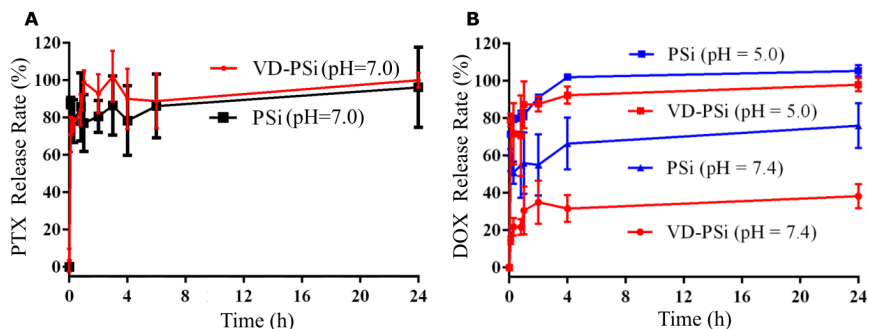 A
PTX Release Rate (%)
120
100
80
60
40
20
0
VD-PSi (pH=7.0)
PSi (pH=7.0)
0
4
8
12
16
20
24
Time (h)
B
DOX Release Rate (%)
120
100
80
60
40
20
0
PSi (pH = 5.0)
VD-PSi (pH = 5.0)
PSi (pH = 7.4)
VD-PSi (pH = 7.4)
0
4
8
12
16
20
24
Time (h)